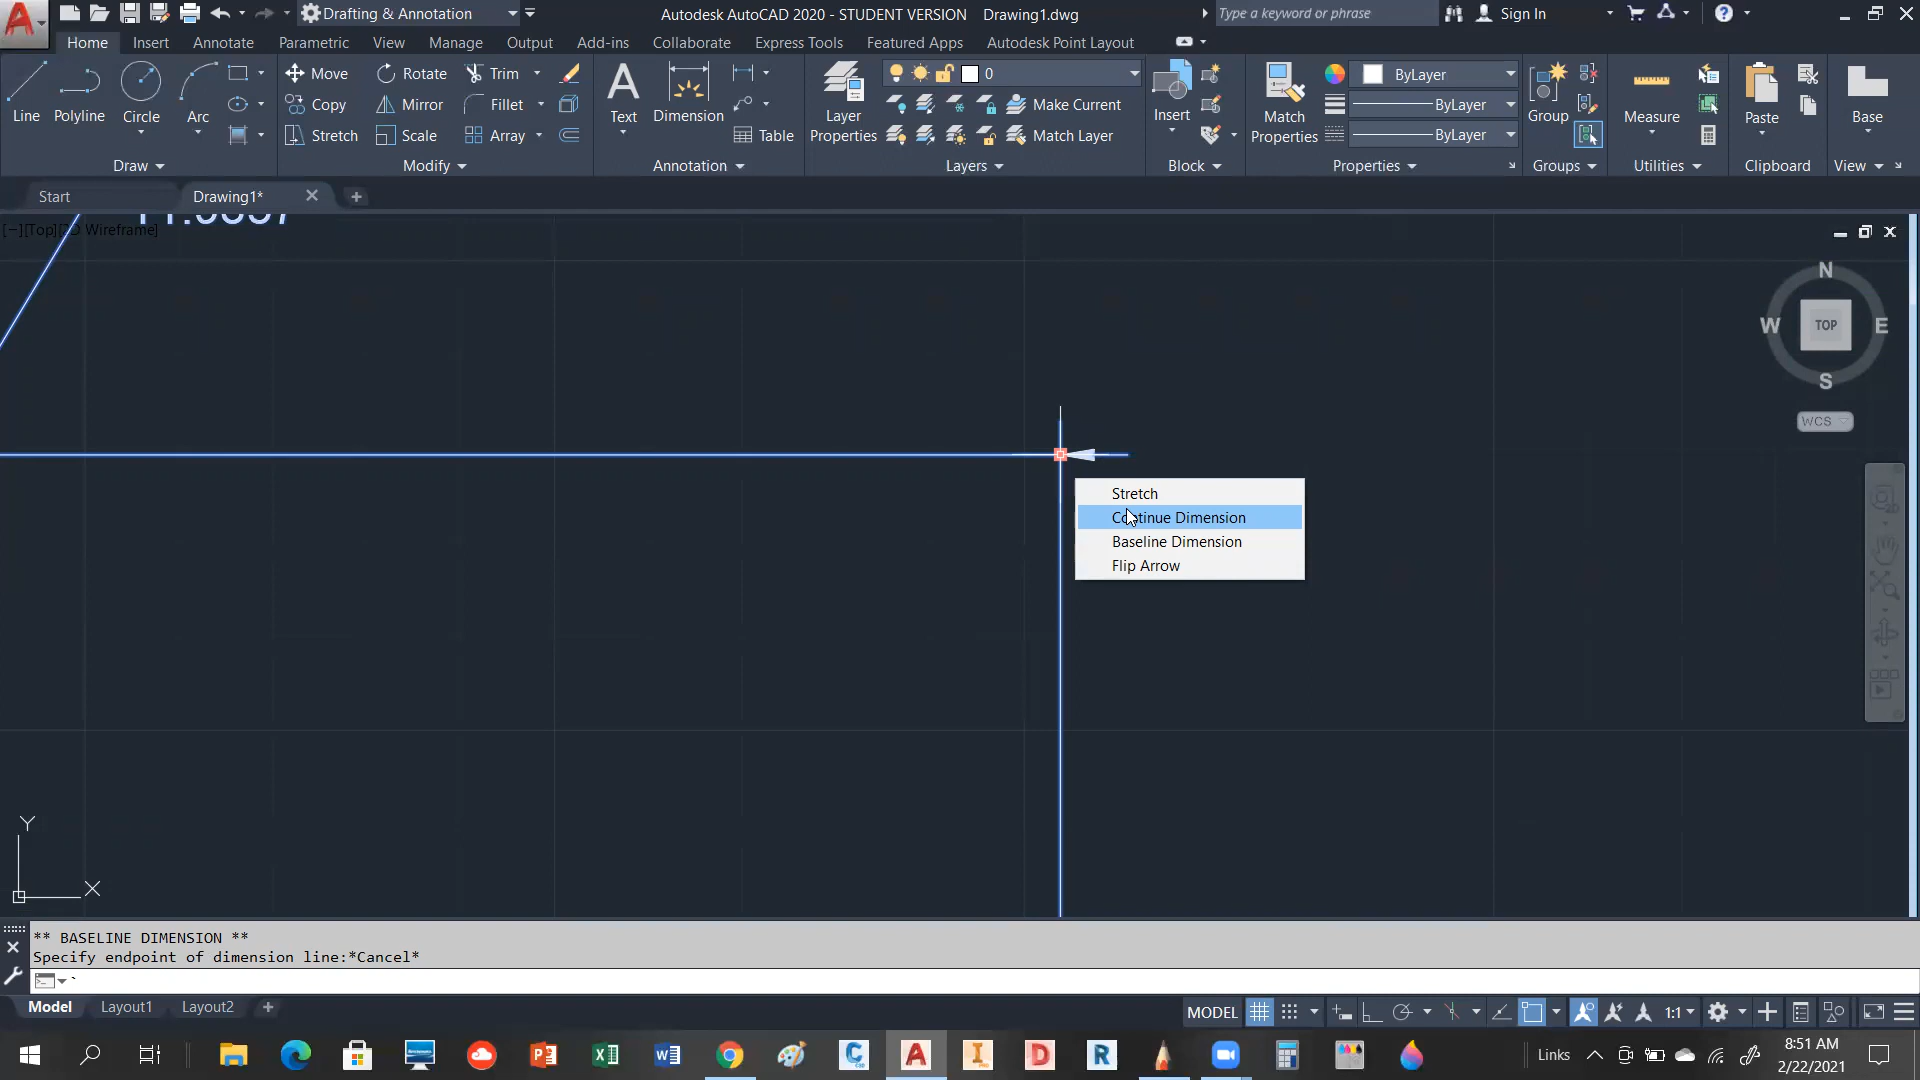 Drafting & Annotation
Autodesk AutoCAD 2020 - STUDENT VERSION Drawing1.dwg
Type a keyword or phrase
Sign In
Home Insert Annotate Parametric View Manage Output Add-ins Collaborate Express Tools Featured Apps Autodesk Point Layout
Line Polyline Circle Arc
Move Rotate Trim
Copy Mirror Fillet
Stretch Scale Array
Text Dimension Table
Layer Properties
0
Make Current
Match Layer
Insert
Match Properties
ByLayer
ByLayer
ByLayer
Group Measure Paste Base
Draw Modify Annotation Layers Block Properties Groups Utilities Clipboard View
Start Drawing1*
[−][Top][2D Wireframe]
N
W TOP E
S
WCS
Stretch
Continue Dimension
Baseline Dimension
Flip Arrow
Y
X
** BASELINE DIMENSION **
Specify endpoint of dimension line:*Cancel*
`
Model Layout1 Layout2
MODEL 1:1
Links
8:51 AM
2/22/2021